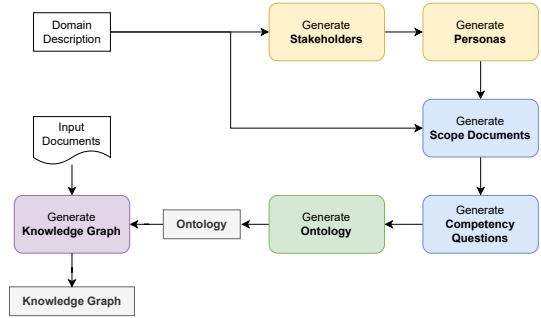 Domain
Description
Generate
Stakeholders
Generate
Personas
Generate
Scope Documents
Input
Documents
Generate
Knowledge Graph
Ontology
Generate
Ontology
Generate
Competency
Questions
Knowledge Graph